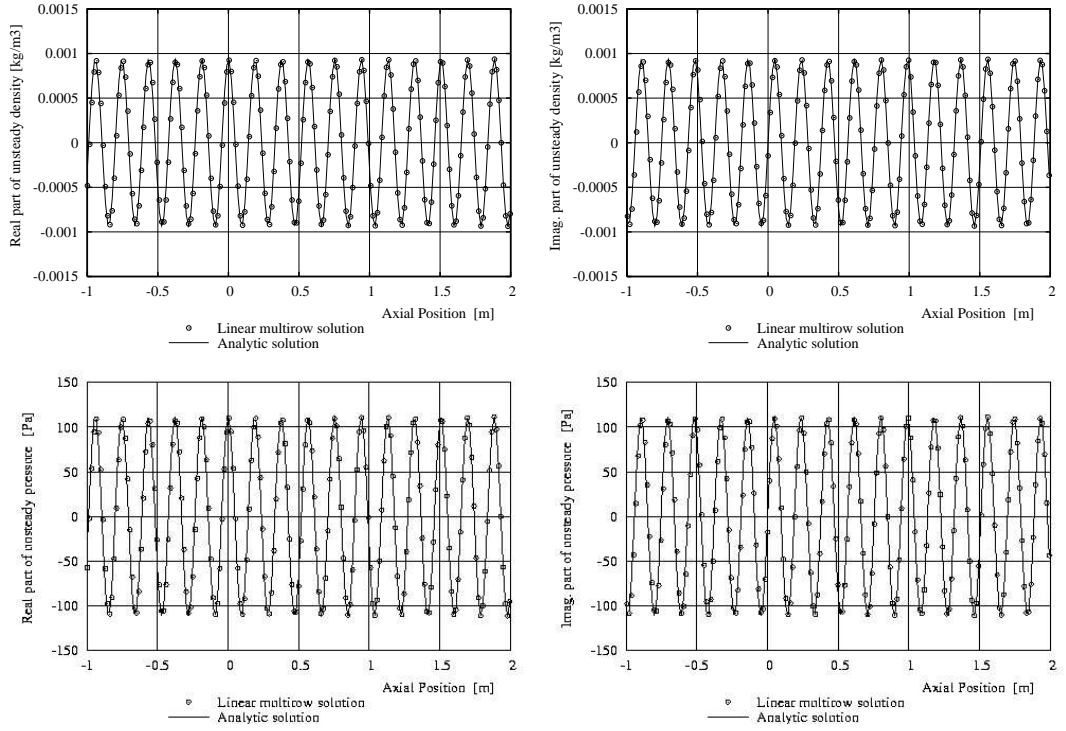 Real part of unsteady density [kg/m3]
0.0015
0.001
0.0005
0
-0.0005
-0.001
-0.0015
-1 -0.5 0 0.5 1 1.5 2
Axial Position [m]
Linear multirow solution
Analytic solution
Imag. part of unsteady density [kg/m3]
0.0015
0.001
0.0005
0
-0.0005
-0.001
-0.0015
-1 -0.5 0 0.5 1 1.5 2
Axial Position [m]
Linear multirow solution
Analytic solution
Real part of unsteady pressure [Pa]
150
100
50
0
-50
-100
-150
-1 -0.5 0 0.5 1 1.5 2
Axial Position [m]
Linear multirow solution
Analytic solution
Imag. part of unsteady pressure [Pa]
150
100
50
0
-50
-100
-150
-1 -0.5 0 0.5 1 1.5 2
Axial Position [m]
Linear multirow solution
Analytic solution